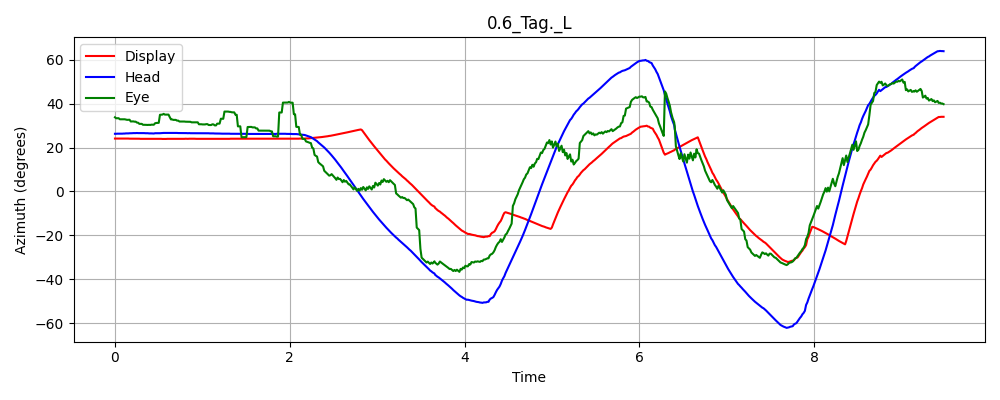 0.6_Tag._L
Display
Head
Eye
Azimuth (degrees)
60
40
20
0
−20
−40
−60
0 2 4 6 8
Time